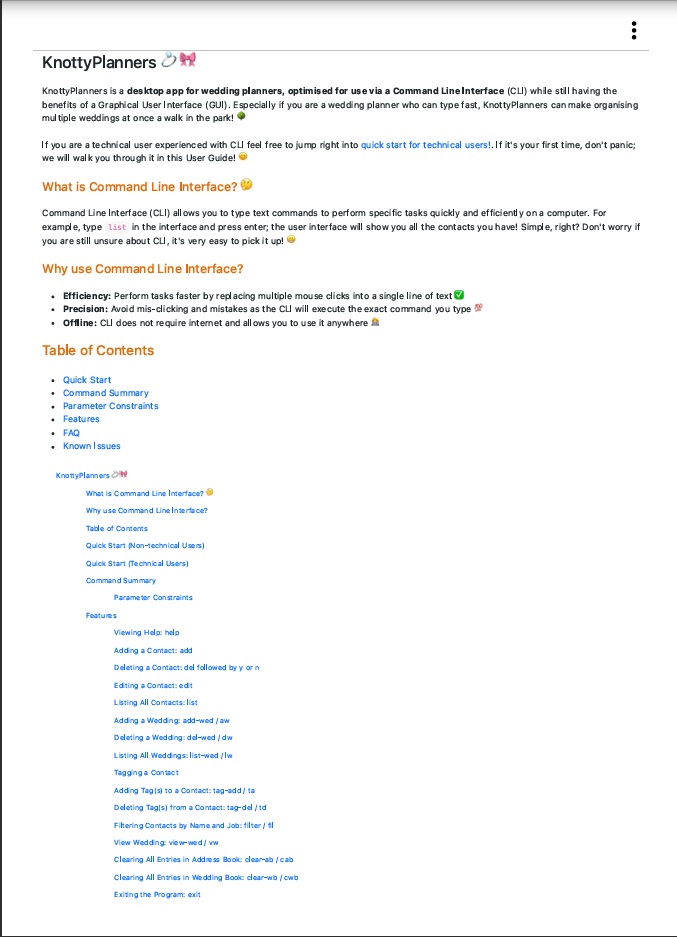 KnottyPlanners 💍🎀
KnottyPlanners is a desktop app for wedding planners, optimised for use via a Command Line Interface (CLI) while still having the
benefits of a Graphical User Interface (GUI). Especially if you are a wedding planner who can type fast, KnottyPlanners can make organising
multiple weddings at once a walk in the park! 🌳
If you are a technical user experienced with CLI feel free to jump right into quick start for technical users!. If it's your first time, don't panic;
we will walk you through it in this User Guide! 😊
What is Command Line Interface? 🤔
Command Line Interface (CLI) allows you to type text commands to perform specific tasks quickly and efficiently on a computer. For
example, type list in the interface and press enter; the user interface will show you all the contacts you have! Simple, right? Don't worry if
you are still unsure about CLI, it's very easy to pick it up! 😄
Why use Command Line Interface?
• Efficiency: Perform tasks faster by replacing multiple mouse clicks into a single line of text ✅
• Precision: Avoid mis-clicking and mistakes as the CLI will execute the exact command you type 💯
• Offline: CLI does not require internet and allows you to use it anywhere
Table of Contents
• Quick Start
• Command Summary
• Parameter Constraints
• Features
• FAQ
• Known Issues
KnottyPlanners 💍🎀
What is Command Line Interface? 🤔
Why use Command Line Interface?
Table of Contents
Quick Start (Non-technical Users)
Quick Start (Technical Users)
Command Summary
Parameter Constraints
Features
Viewing Help: help
Adding a Contact: add
Deleting a Contact: del followed by y or n
Editing a Contact: edit
Listing All Contacts: list
Adding a Wedding: add-wed / aw
Deleting a Wedding: del-wed / dw
Listing All Weddings: list-wed / lw
Tagging a Contact
Adding Tag(s) to a Contact: tag-add / ta
Deleting Tag(s) from a Contact: tag-del / td
Filtering Contacts by Name and Job: filter / fil
View Wedding: view-wed / vw
Clearing All Entries in Address Book: clear-ab / cab
Clearing All Entries in Wedding Book: clear-wb / cwb
Exiting the Program: exit